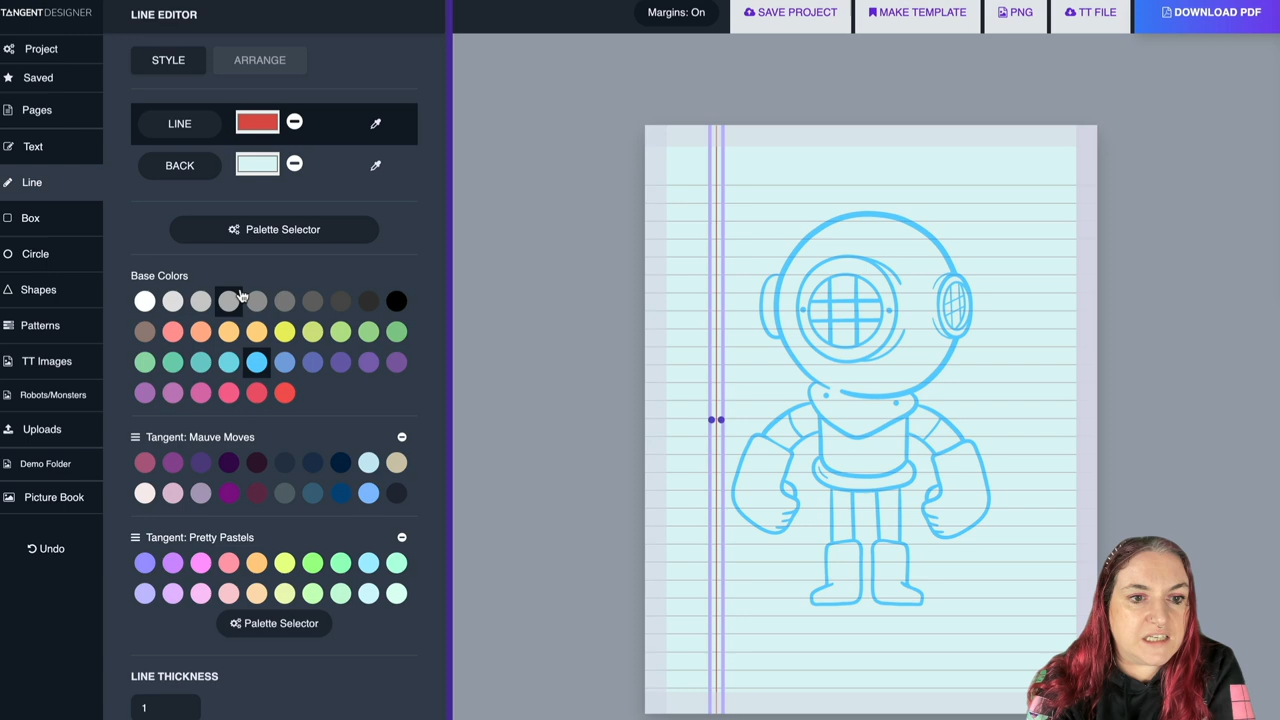 TANGENT DESIGNER
Project
Saved
Pages
Text
Line
Box
Circle
Shapes
Patterns
TT Images
Robots/Monsters
Uploads
Demo Folder
Picture Book
Undo
LINE EDITOR
STYLE
ARRANGE
LINE
BACK
Palette Selector
Base Colors
Tangent: Mauve Moves
Tangent: Pretty Pastels
Palette Selector
LINE THICKNESS
1
Margins: On
SAVE PROJECT
MAKE TEMPLATE
PNG
TT FILE
DOWNLOAD PDF